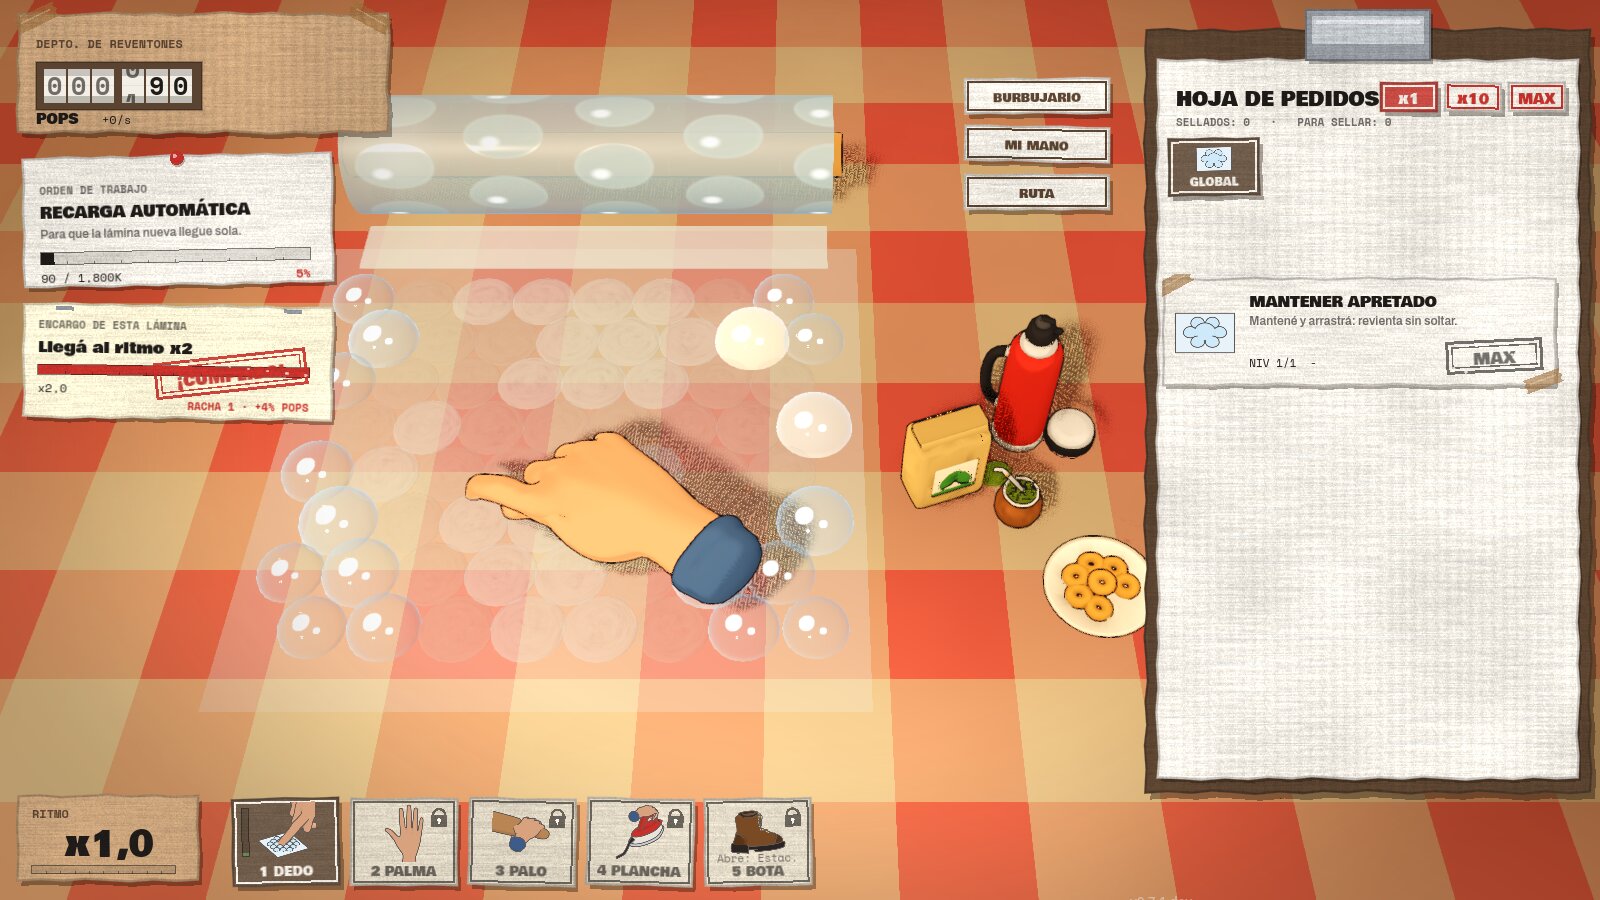 DEPTO. DE REVENTONES
POPS +0/s
ORDEN DE TRABAJO
RECARGA AUTOMÁTICA
Para que la lámina nueva llegue sola.
90 / 1.800K 5%
ENCARGO DE ESTA LÁMINA
Llegá al ritmo x2
x2.0
RACHA 1 · +4% POPS
BURBUJARIO
MI MANO
RUTA
HOJA DE PEDIDOS x1 x10 MAX
SELLADOS: 0 · PARA SELLAR: 0
GLOBAL
MANTENER APRETADO
Mantené y arrastrá: revienta sin soltar.
NIV 1/1 - MAX
RITMO
x1,0
1 DEDO
2 PALMA
3 PALO
4 PLANCHA
Abre: Estac.
5 BOTA